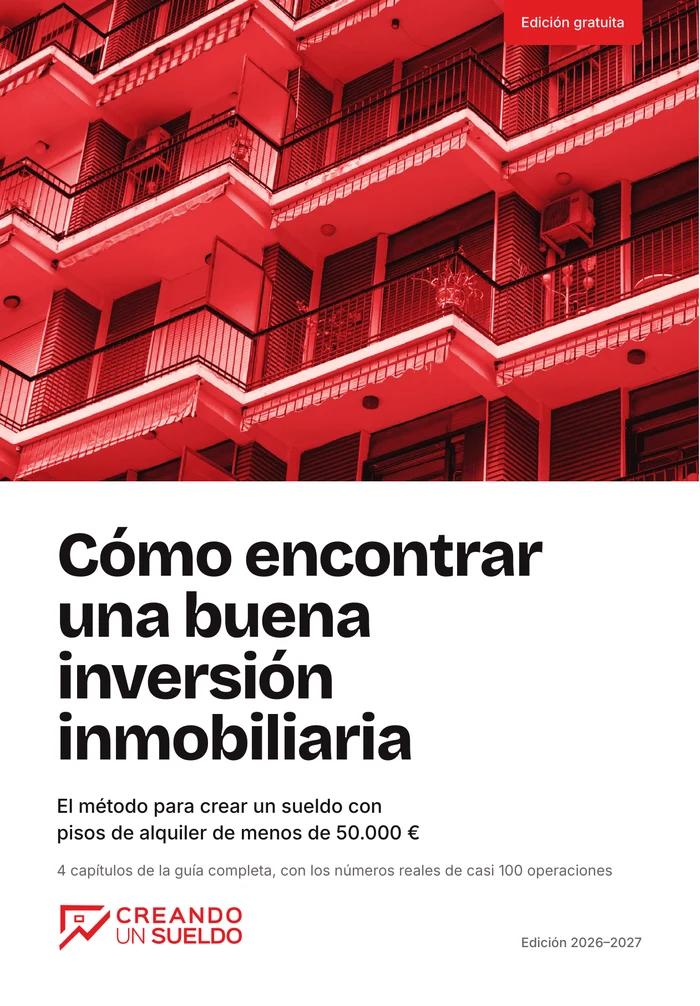 Edición gratuita
Cómo encontrar
una buena
inversión
inmobiliaria
El método para crear un sueldo con
pisos de alquiler de menos de 50.000 €
4 capítulos de la guía completa, con los números reales de casi 100 operaciones
CREANDO
UN SUELDO
Edición 2026–2027